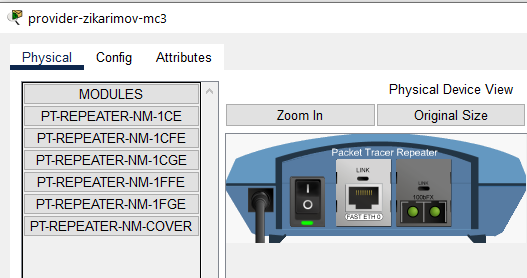 provider-zikarimov-mc3
Physical Config Attributes
MODULES
PT-REPEATER-NM-1CE
PT-REPEATER-NM-1CFE
PT-REPEATER-NM-1CGE
PT-REPEATER-NM-1FFE
PT-REPEATER-NM-1FGE
PT-REPEATER-NM-COVER
Physical Device View
Zoom In Original Size
Packet Tracer Repeater
LINK
FAST ETH 0
LINK
100bFX